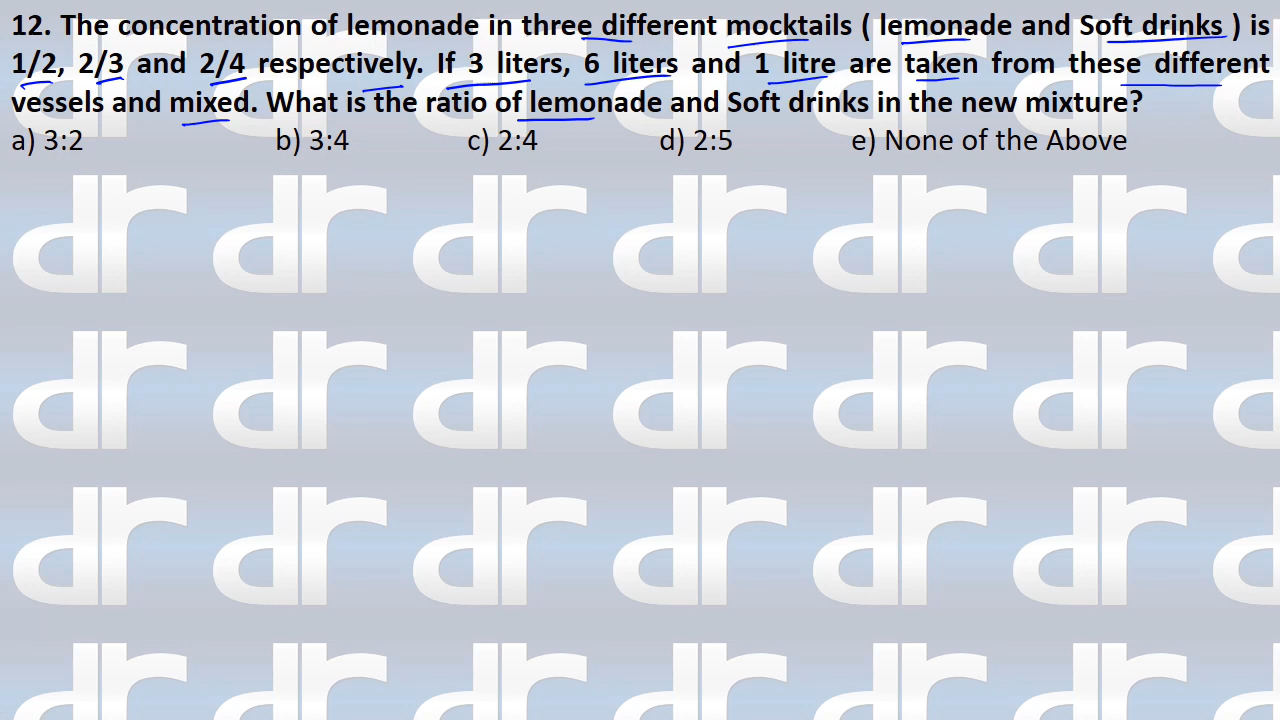 12. The concentration of lemonade in three different mocktails ( lemonade and Soft drinks ) is
1/2, 2/3 and 2/4 respectively. If 3 liters, 6 liters and 1 litre are taken from these different
vessels and mixed. What is the ratio of lemonade and Soft drinks in the new mixture?
a) 3:2 b) 3:4 c) 2:4 d) 2:5 e) None of the Above